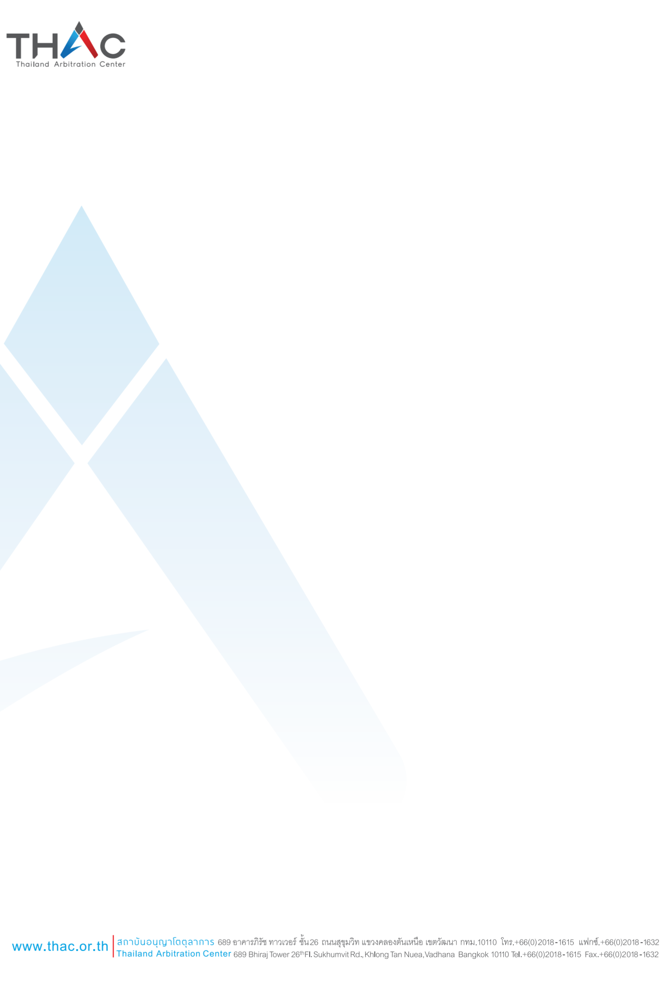 THAC
Thailand Arbitration Center
www.thac.or.th
สถาบันอนุญาโตตุลาการ 689 อาคารภิรัช ทาวเวอร์ ชั้น26 ถนนสุขุมวิท แขวงคลองตันเหนือ เขตวัฒนา กทม.10110 โทร.+66(0)2018-1615 แฟกซ์.+66(0)2018-1632
Thailand Arbitration Center 689 Bhiraj Tower 26thFl. Sukhumvit Rd., Khlong Tan Nuea,Vadhana Bangkok 10110 Tel.+66(0)2018-1615 Fax.+66(0)2018-1632